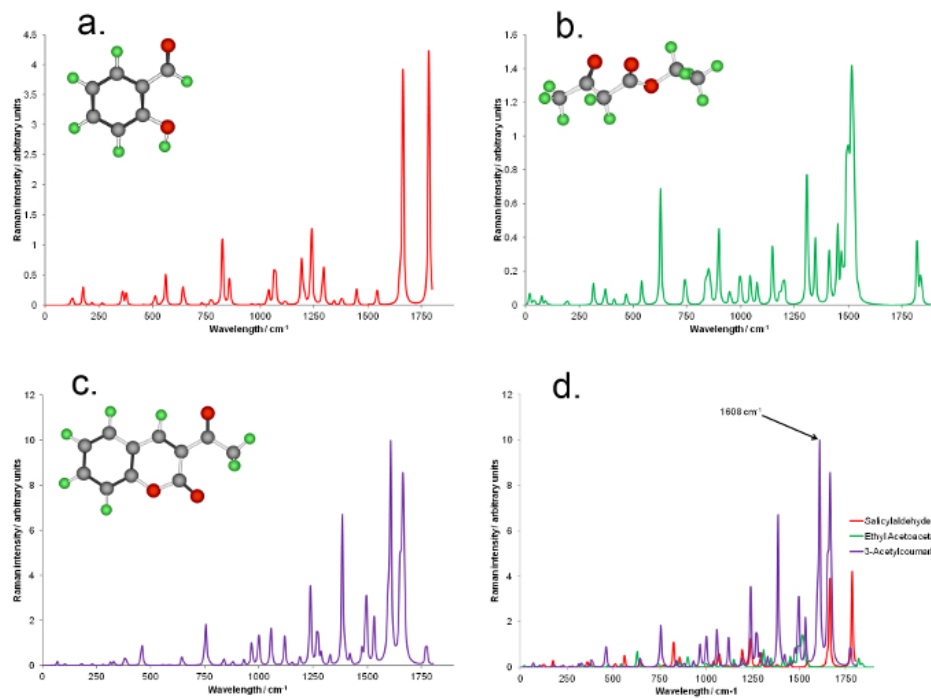 a.
4.5
4
3.5
3
2.5
2
1.5
1
0.5
0
0 250 500 750 1000 1250 1500 1750
Raman intensity / arbitrary units
Wavelength / cm-1
b.
1.6
1.4
1.2
1
0.8
0.6
0.4
0.2
0
0 250 500 750 1000 1250 1500 1750
Raman intensity / arbitrary units
Wavelength / cm-1
c.
12
10
8
6
4
2
0
0 250 500 750 1000 1250 1500 1750
Raman intensity / arbitrary units
Wavelength / cm-1
d.
1608 cm-1
12
10
8
6
4
2
0
0 250 500 750 1000 1250 1500 1750
Raman intensity / arbitrary units
Wavelength / cm-1
Salicylaldehyde
Ethyl Acetoaceta
3-Acetylcoumari